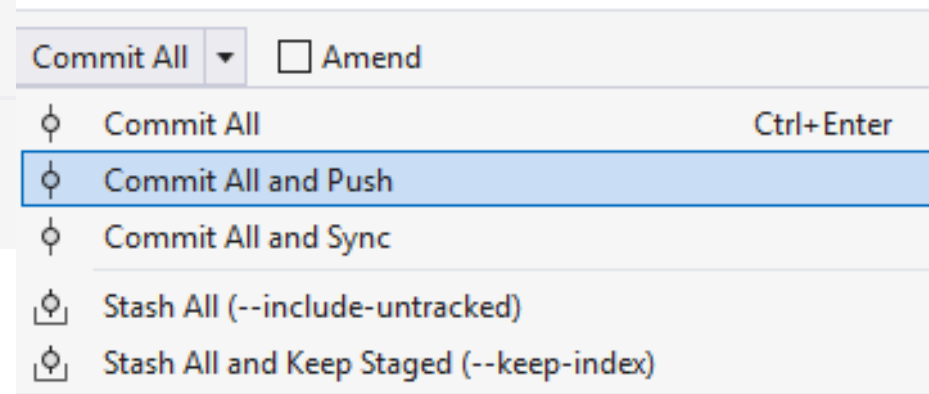 Commit All Amend
Commit All Ctrl+Enter
Commit All and Push
Commit All and Sync
Stash All (--include-untracked)
Stash All and Keep Staged (--keep-index)